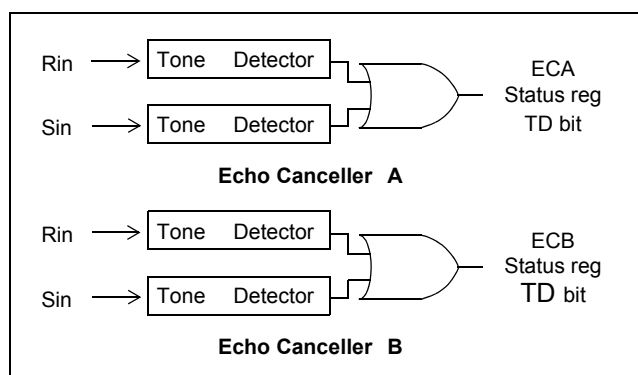 Rin Tone Detector
ECA
Status reg
TD bit
Sin Tone Detector
Echo Canceller A
Rin Tone Detector
ECB
Status reg
TD bit
Sin Tone Detector
Echo Canceller B